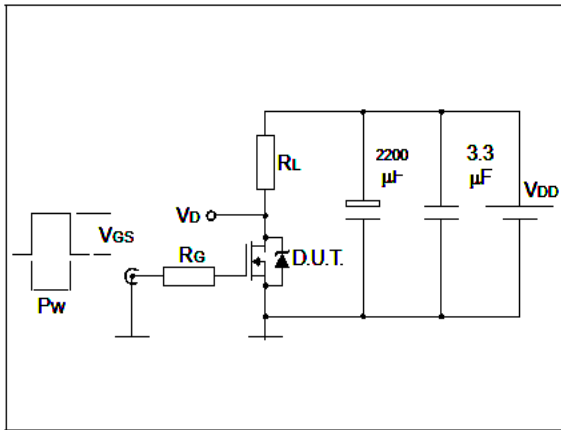 RL
2200
µF
3.3
µF
VDD
VD
VGS
RG
D.U.T.
PW